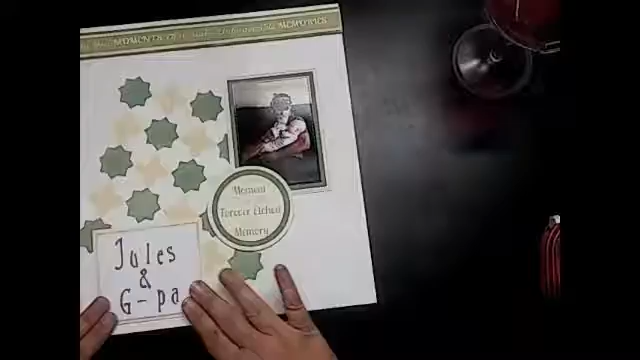 MOMENTS
MEMORIES
Moment
Forever Etched
Memory
Jules
&
G-pa